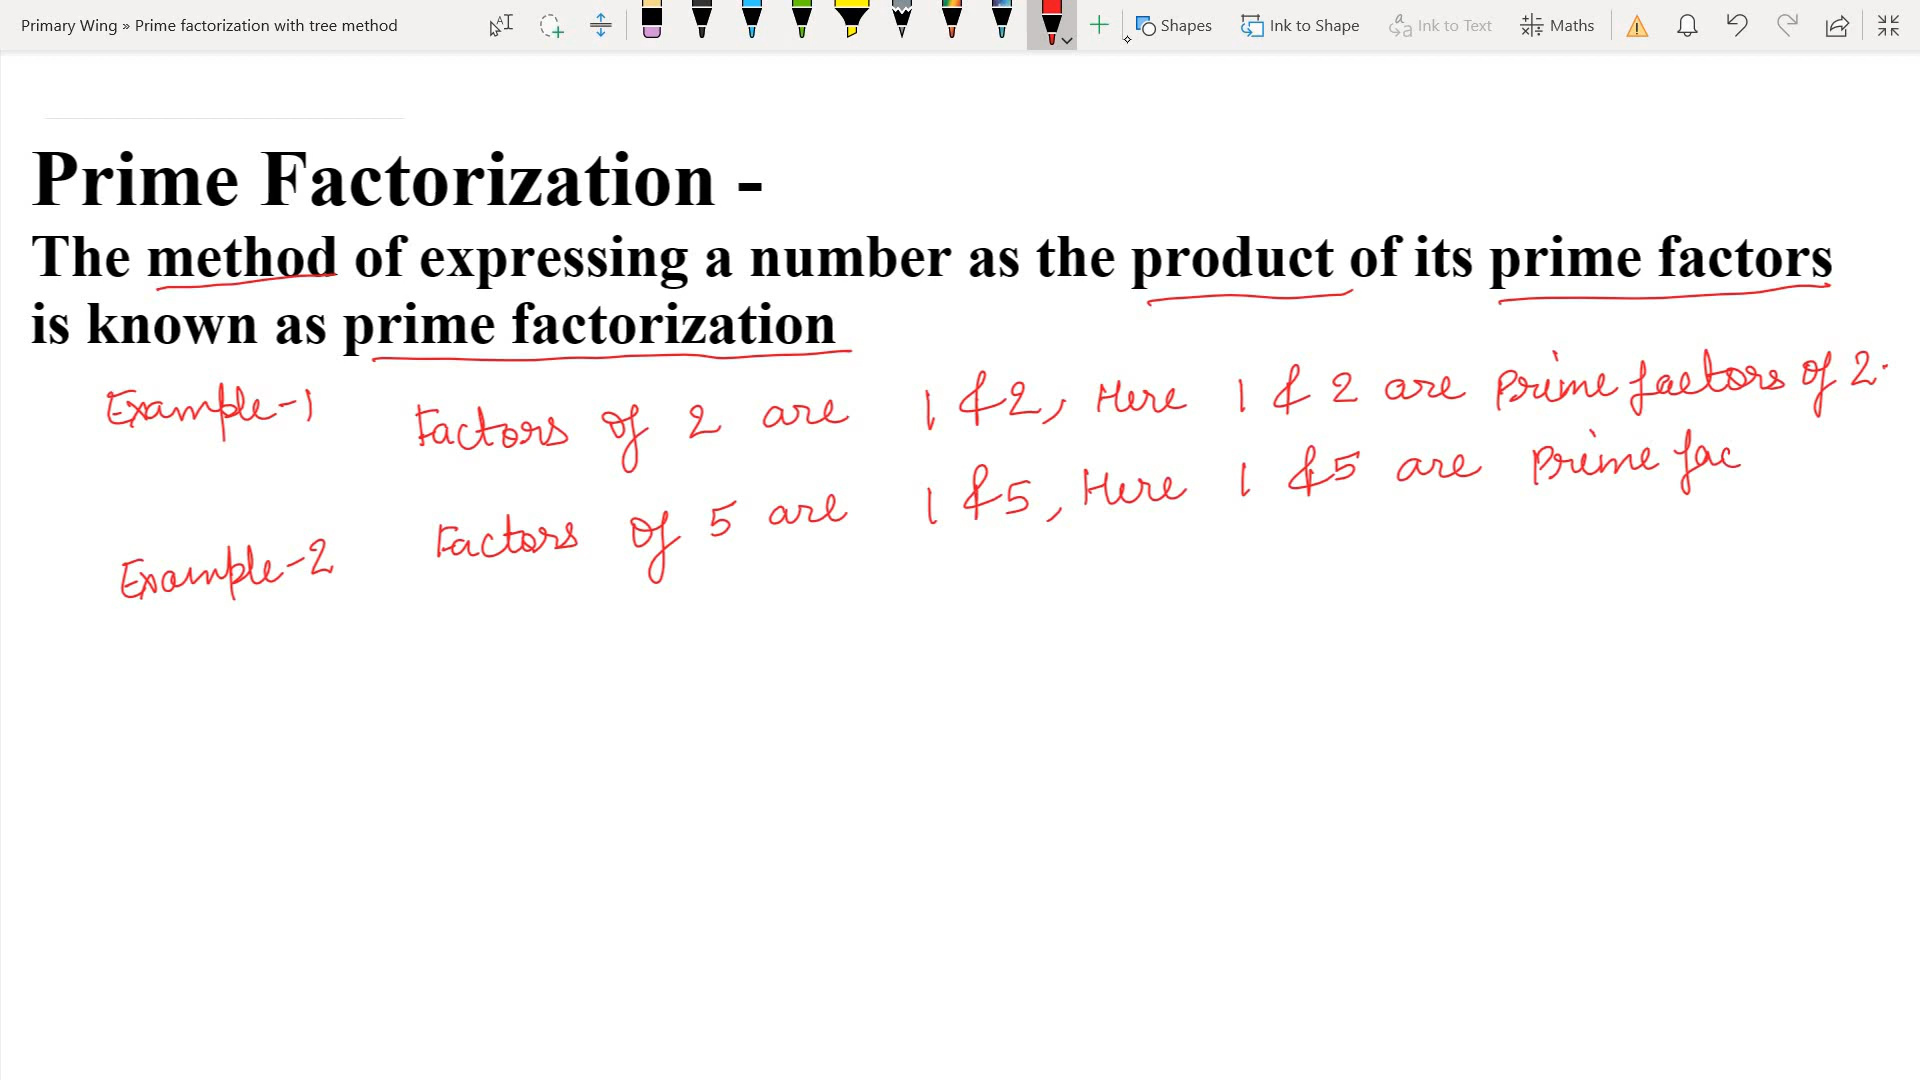 Primary Wing » Prime factorization with tree method
Shapes
Ink to Shape
Ink to Text
Maths
Prime Factorization -
The method of expressing a number as the product of its prime factors
is known as prime factorization
Example-1 Factors of 2 are 1 & 2, Here 1 & 2 are Prime factors of 2.
Example-2 Factors of 5 are 1 & 5, Here 1 & 5 are Prime fac